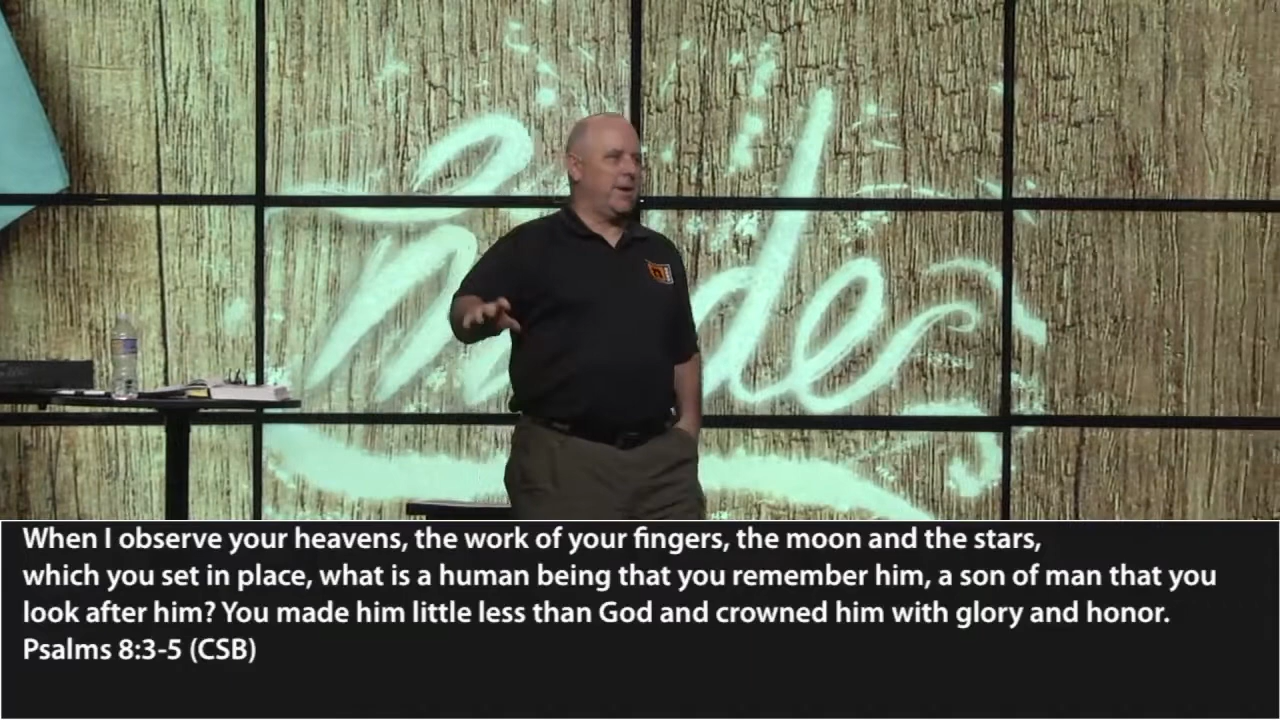 When I observe your heavens, the work of your fingers, the moon and the stars,
which you set in place, what is a human being that you remember him, a son of man that you
look after him? You made him little less than God and crowned him with glory and honor.
Psalms 8:3-5 (CSB)